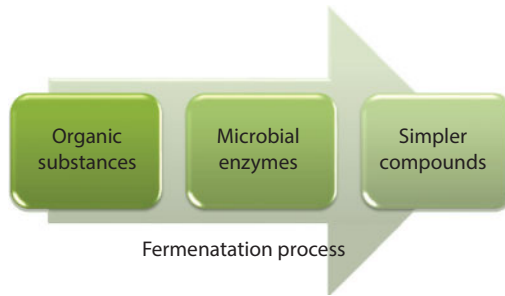 Organic
substances
Microbial
enzymes
Simpler
compounds
Fermenatation process